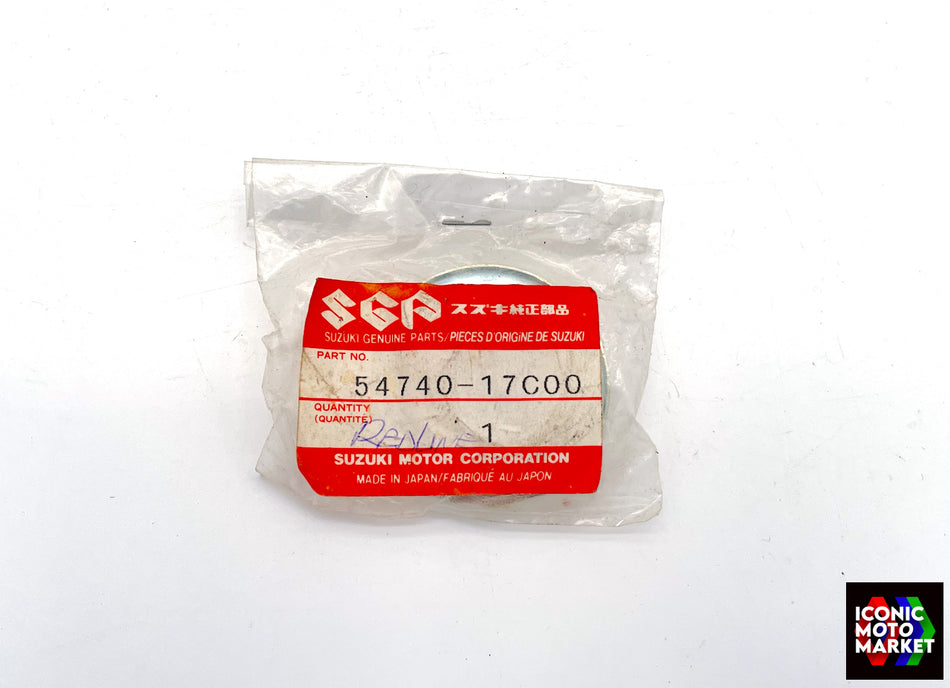 SGP スズキ純正部品
SUZUKI GENUINE PARTS/PIECES D'ORIGINE DE SUZUKI
PART NO.
54740-17C00
QUANTITY
(QUANTITÉ)
1
SUZUKI MOTOR CORPORATION
MADE IN JAPAN/FABRIQUÉ AU JAPON
ICONIC
MOTO
MARKET